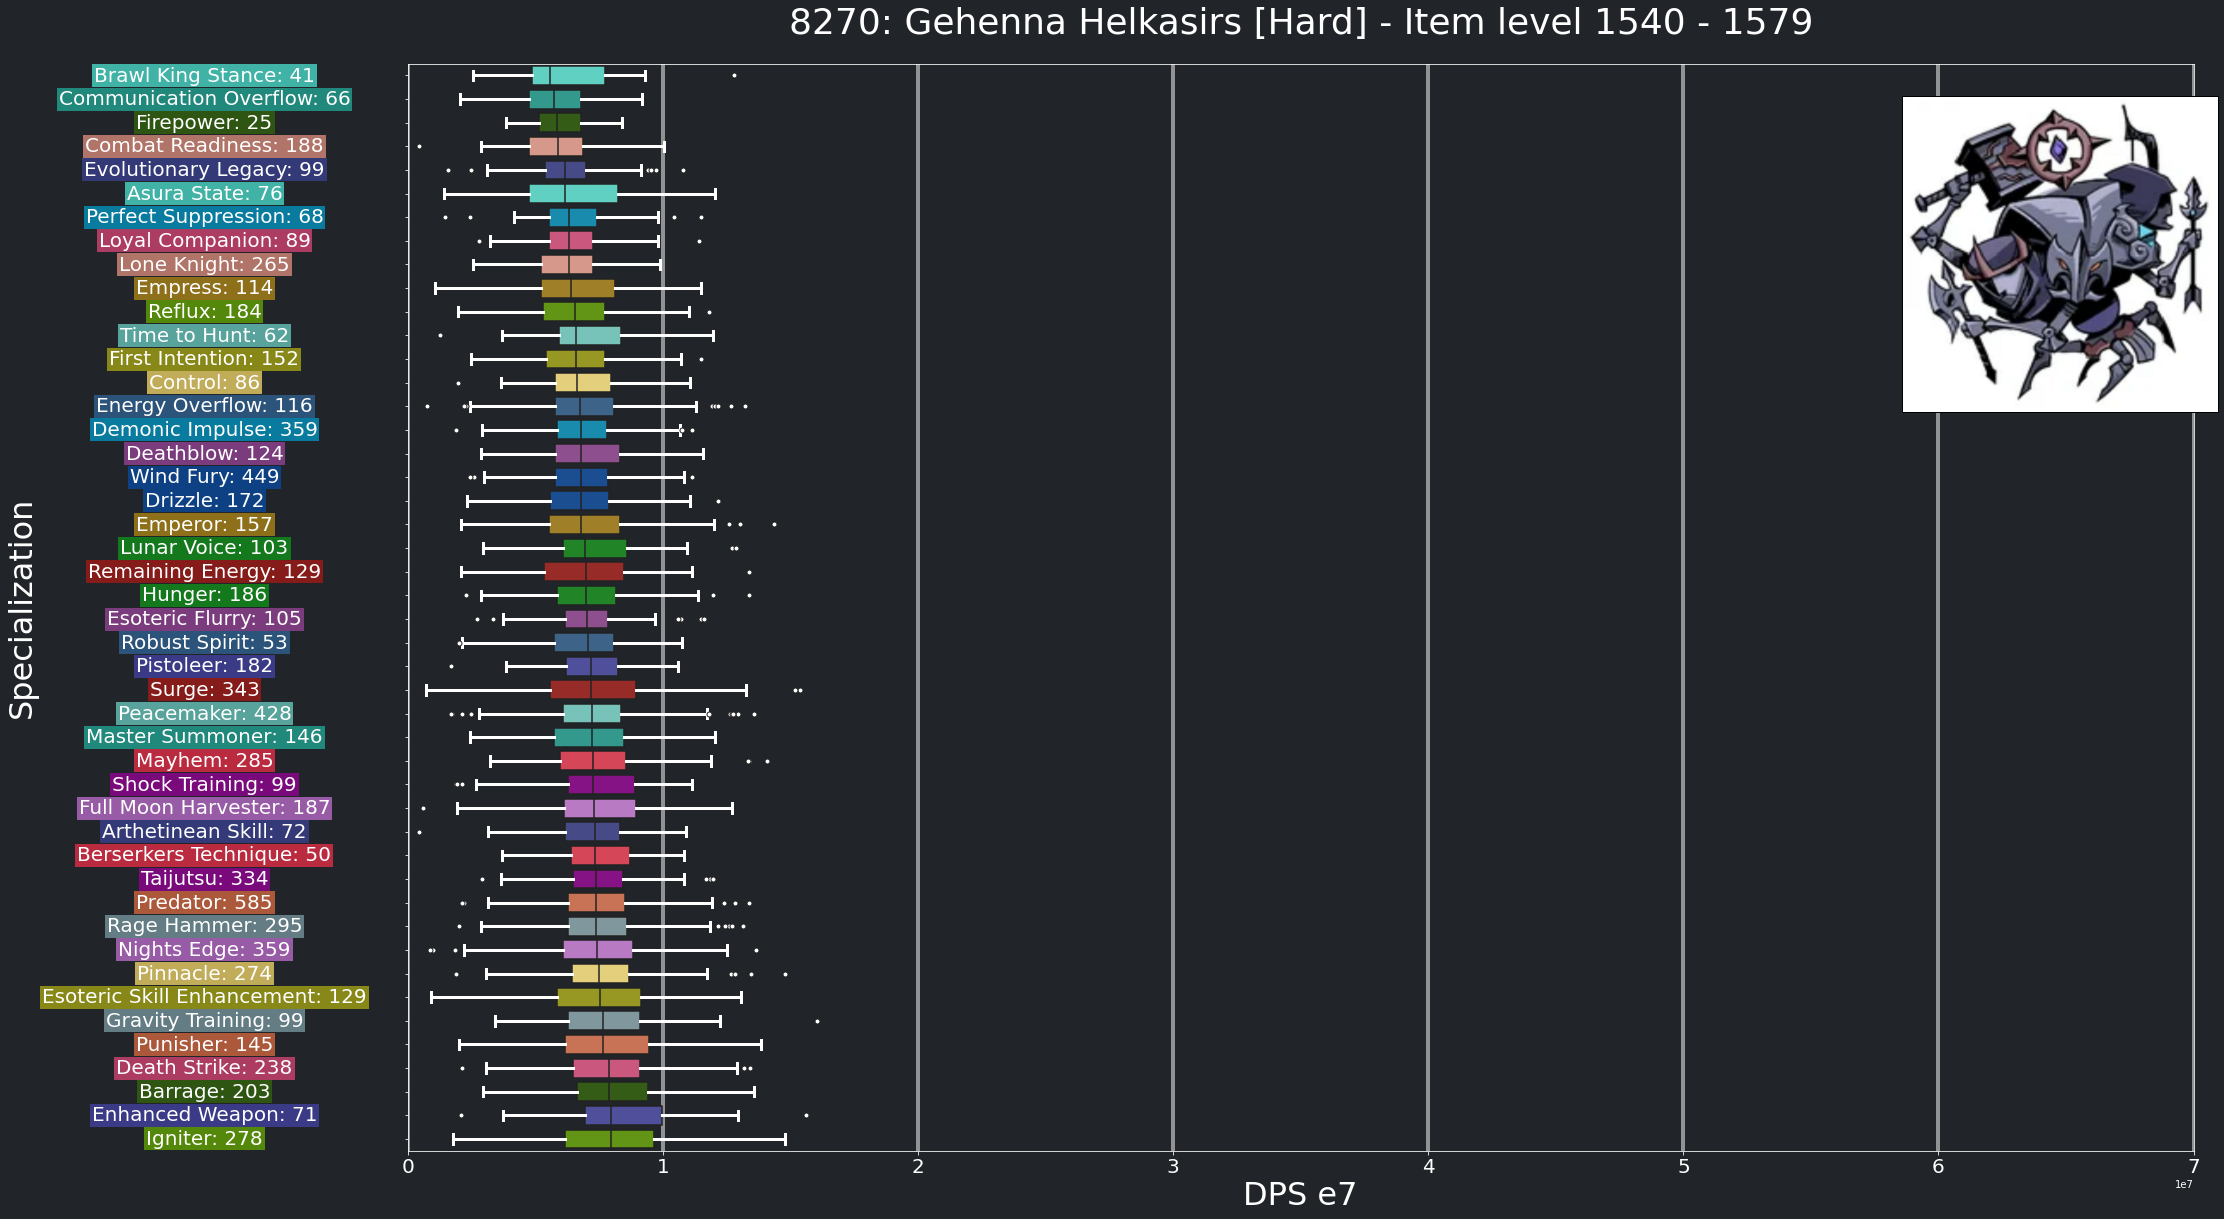 8270: Gehenna Helkasirs [Hard] - Item level 1540 - 1579
Specialization
Brawl King Stance: 41
Communication Overflow: 66
Firepower: 25
Combat Readiness: 188
Evolutionary Legacy: 99
Asura State: 76
Perfect Suppression: 68
Loyal Companion: 89
Lone Knight: 265
Empress: 114
Reflux: 184
Time to Hunt: 62
First Intention: 152
Control: 86
Energy Overflow: 116
Demonic Impulse: 359
Deathblow: 124
Wind Fury: 449
Drizzle: 172
Emperor: 157
Lunar Voice: 103
Remaining Energy: 129
Hunger: 186
Esoteric Flurry: 105
Robust Spirit: 53
Pistoleer: 182
Surge: 343
Peacemaker: 428
Master Summoner: 146
Mayhem: 285
Shock Training: 99
Full Moon Harvester: 187
Arthetinean Skill: 72
Berserkers Technique: 50
Taijutsu: 334
Predator: 585
Rage Hammer: 295
Nights Edge: 359
Pinnacle: 274
Esoteric Skill Enhancement: 129
Gravity Training: 99
Punisher: 145
Death Strike: 238
Barrage: 203
Enhanced Weapon: 71
Igniter: 278
0 1 2 3 4 5 6 7
1e7
DPS e7